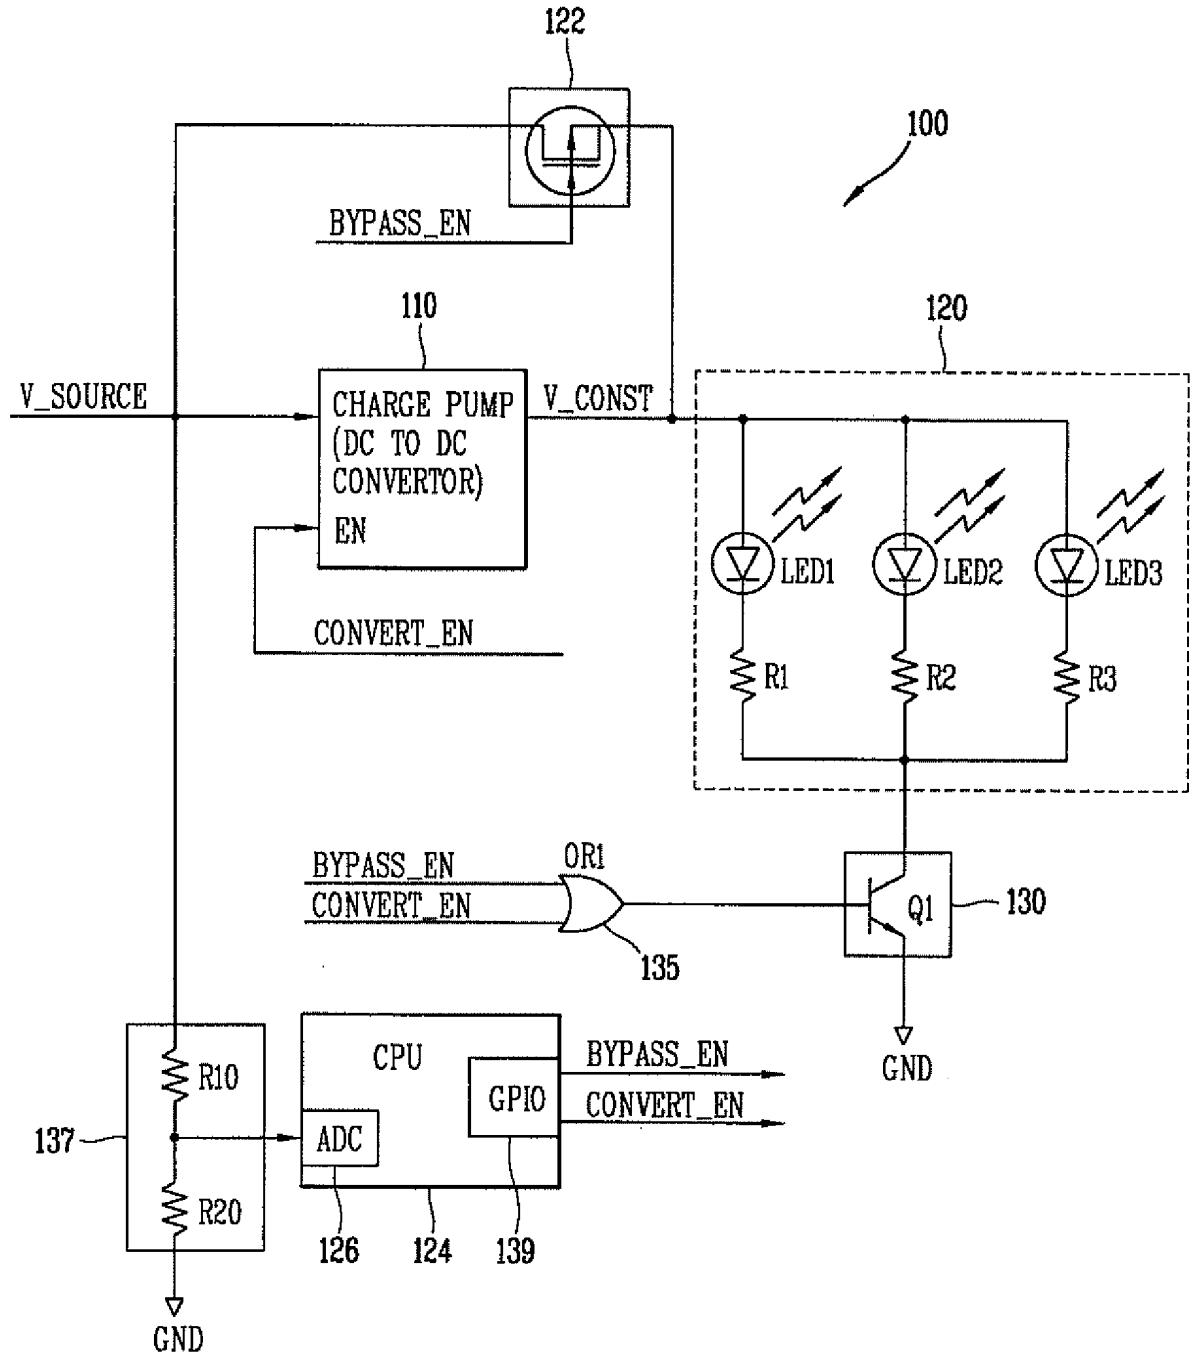 122
100
BYPASS_EN
110
120
V_SOURCE
CHARGE PUMP
(DC TO DC
CONVERTOR)
EN
V_CONST
LED1
LED2
LED3
CONVERT_EN
R1
R2
R3
BYPASS_EN
CONVERT_EN
OR1
135
Q1
130
GND
CPU
GPIO
ADC
BYPASS_EN
CONVERT_EN
R10
137
R20
126
124
139
GND